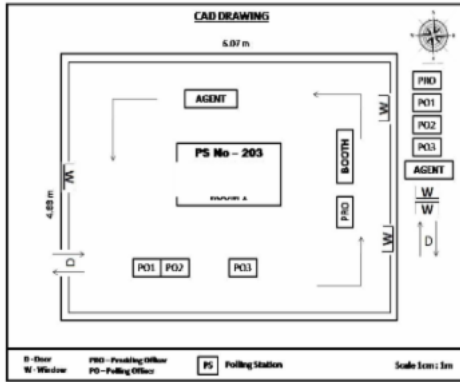 CAD DRAWING
6.07 m
PRO
PO1
PO2
PO3
AGENT
W
W
D
AGENT
W
PS No – 203
BOOTH
PRO
W
W
4.88 m
D
PO1 PO2
PO3
D - Door
W - Window
PRO – Presiding Officer
PO – Polling Officer
PS Polling Station
Scale 1cm : 1m